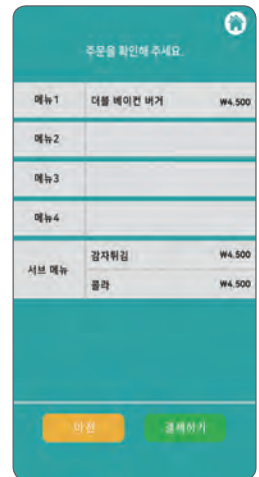 주문을 확인해 주세요.
메뉴1 더블 베이컨 버거 ₩4.500
메뉴2
메뉴3
메뉴4
서브 메뉴
감자튀김 ₩4.500
콜라 ₩4.500
이전 결제하기